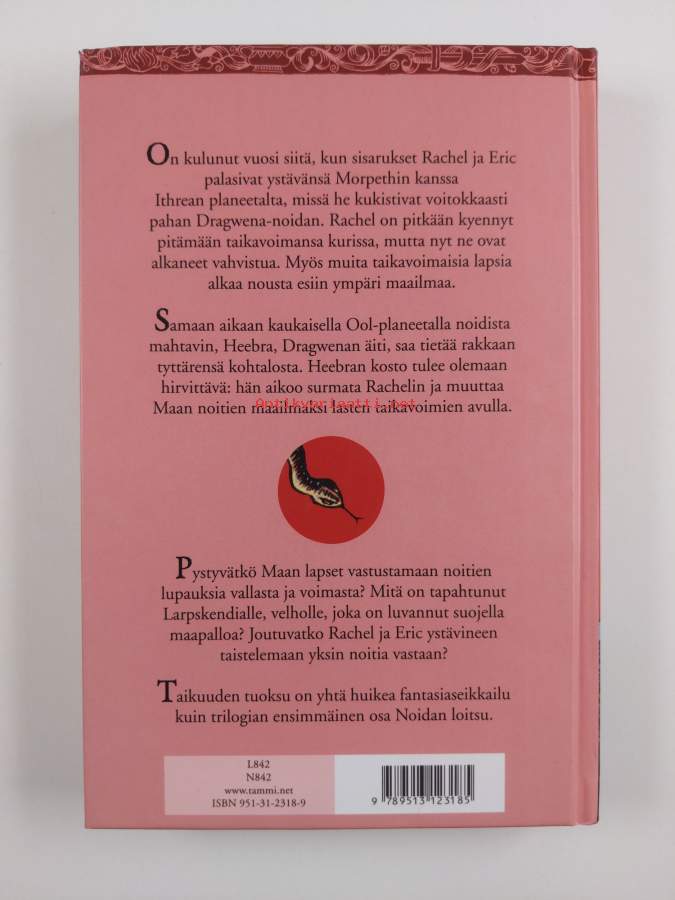 On kulunut vuosi siitä, kun sisarukset Rachel ja Eric
palasivat ystävänsä Morpethin kanssa
Ithrean planeetalta, missä he kukistivat voitokkaasti
pahan Dragwena-noidan. Rachel on pitkään kyennyt
pitämään taikavoimansa kurissa, mutta nyt ne ovat
alkaneet vahvistua. Myös muita taikavoimaisia lapsia
alkaa nousta esiin ympäri maailmaa.
Samaan aikaan kaukaisella Ool-planeetalla noidista
mahtavin, Heebra, Dragwenan äiti, saa tietää rakkaan
tyttärensä kohtalosta. Heebran kosto tulee olemaan
hirvittävä: hän aikoo surmata Rachelin ja muuttaa
Maan noitien maailmaksi lasten taikavoimien avulla.
Antikvariaatti.net
Pystyvätkö Maan lapset vastustamaan noitien
lupauksia vallasta ja voimasta? Mitä on tapahtunut
Larpskendialle, velholle, joka on luvannut suojella
maapalloa? Joutuvatko Rachel ja Eric ystävineen
taistelemaan yksin noitia vastaan?
Taikuuden tuoksu on yhtä huikea fantasiaseikkailu
kuin trilogian ensimmäinen osa Noidan loitsu.
L842
N842
www.tammi.net
ISBN 951-31-2318-9
9 789513 123185